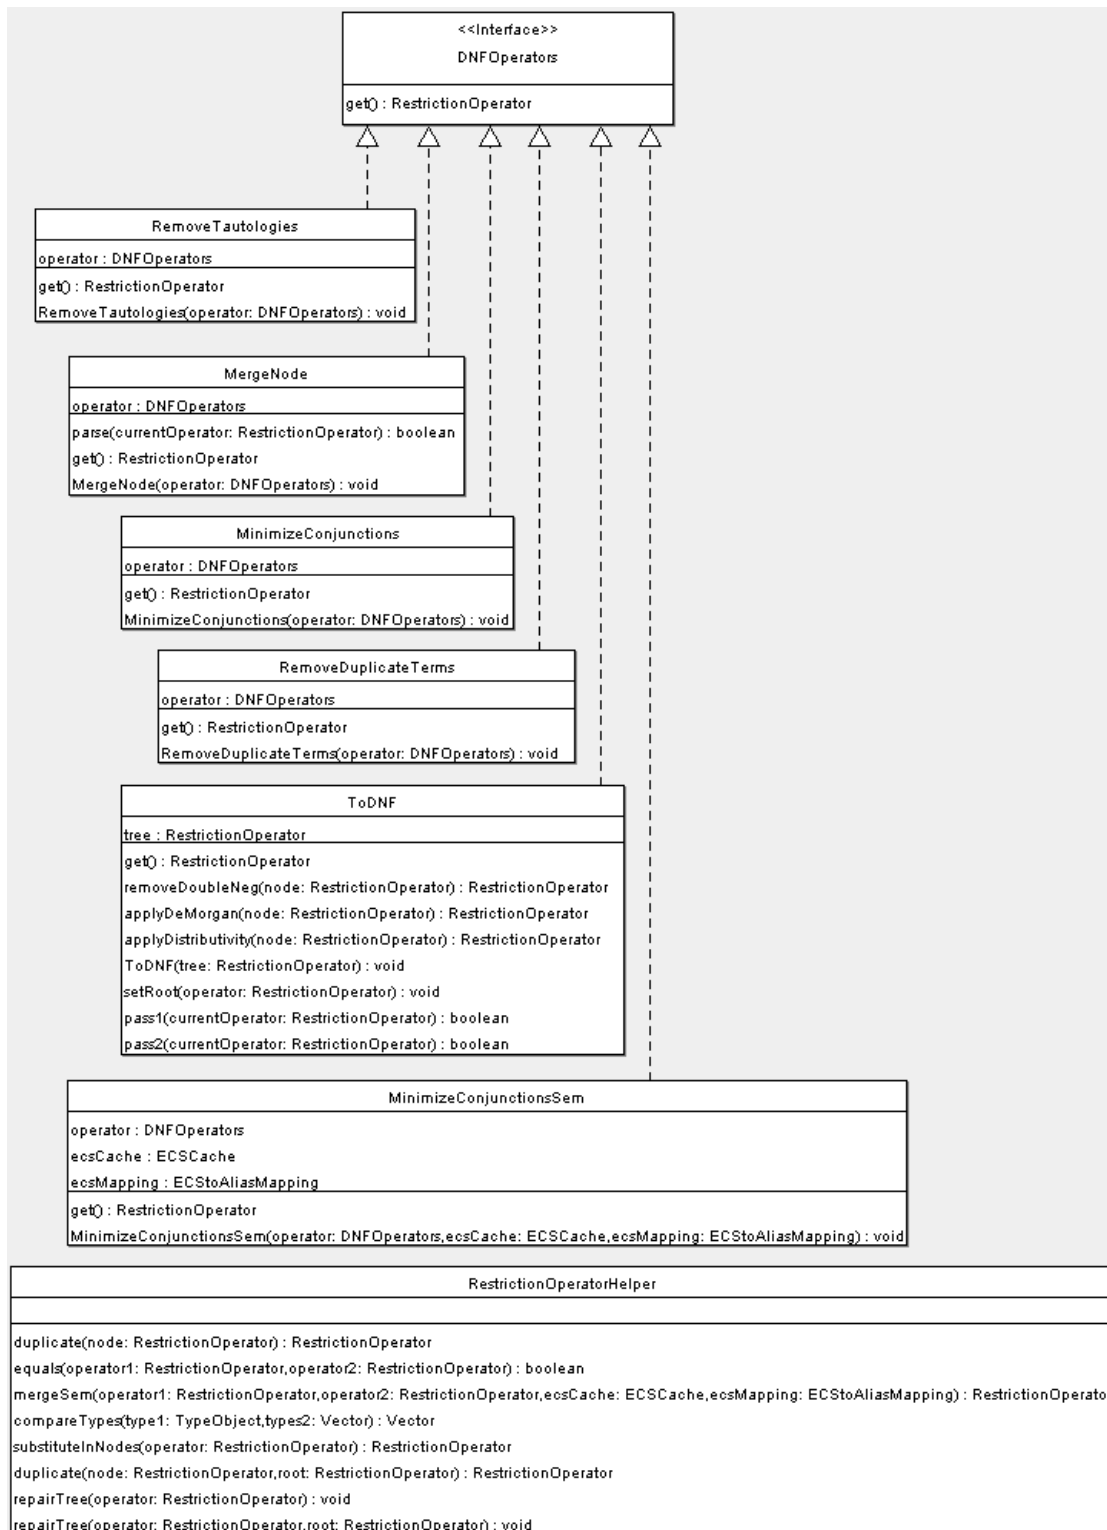 <<Interface>>
DNFOperators
get() : RestrictionOperator
RemoveTautologies
operator : DNFOperators
get() : RestrictionOperator
RemoveTautologies(operator: DNFOperators) : void
MergeNode
operator : DNFOperators
parse(currentOperator: RestrictionOperator) : boolean
get() : RestrictionOperator
MergeNode(operator: DNFOperators) : void
MinimizeConjunctions
operator : DNFOperators
get() : RestrictionOperator
MinimizeConjunctions(operator: DNFOperators) : void
RemoveDuplicateTerms
operator : DNFOperators
get() : RestrictionOperator
RemoveDuplicateTerms(operator: DNFOperators) : void
ToDNF
tree : RestrictionOperator
get() : RestrictionOperator
removeDoubleNeg(node: RestrictionOperator) : RestrictionOperator
applyDeMorgan(node: RestrictionOperator) : RestrictionOperator
applyDistributivity(node: RestrictionOperator) : RestrictionOperator
ToDNF(tree: RestrictionOperator) : void
setRoot(operator: RestrictionOperator) : void
pass1(currentOperator: RestrictionOperator) : boolean
pass2(currentOperator: RestrictionOperator) : boolean
MinimizeConjunctionsSem
operator : DNFOperators
ecsCache : ECSCache
ecsMapping : ECStoAliasMapping
get() : RestrictionOperator
MinimizeConjunctionsSem(operator: DNFOperators,ecsCache: ECSCache,ecsMapping: ECStoAliasMapping) : void
RestrictionOperatorHelper
duplicate(node: RestrictionOperator) : RestrictionOperator
equals(operator1: RestrictionOperator,operator2: RestrictionOperator) : boolean
mergeSem(operator1: RestrictionOperator,operator2: RestrictionOperator,ecsCache: ECSCache,ecsMapping: ECStoAliasMapping) : RestrictionOperato
compareTypes(type1: TypeObject,types2: Vector) : Vector
substituteInNodes(operator: RestrictionOperator) : RestrictionOperator
duplicate(node: RestrictionOperator,root: RestrictionOperator) : RestrictionOperator
repairTree(operator: RestrictionOperator) : void
repairTree(operator: RestrictionOperator,root: RestrictionOperator) : void